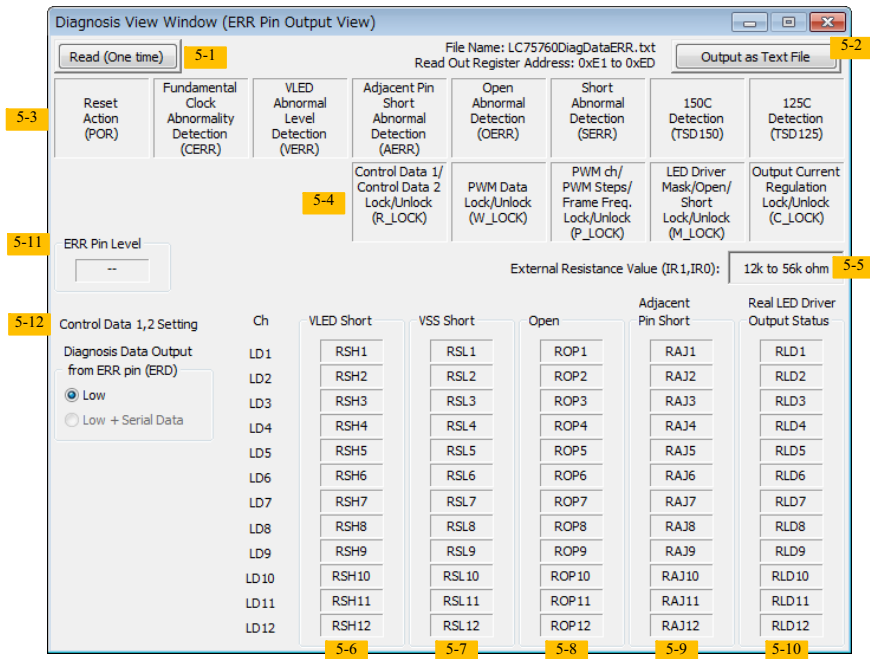 Diagnosis View Window (ERR Pin Output View)
Read (One time)
5-1
File Name: LC75760DiagDataERR.txt
Read Out Register Address: 0xE1 to 0xED
Output as Text File
5-2
5-3
Reset
Action
(POR)
Fundamental
Clock
Abnormality
Detection
(CERR)
VLED
Abnormal
Level
Detection
(VERR)
Adjacent Pin
Short
Abnormal
Detection
(AERR)
Open
Abnormal
Detection
(OERR)
Short
Abnormal
Detection
(SERR)
150C
Detection
(TSD150)
125C
Detection
(TSD125)
5-4
Control Data 1/
Control Data 2
Lock/Unlock
(R_LOCK)
PWM Data
Lock/Unlock
(W_LOCK)
PWM ch/
PWM Steps/
Frame Freq.
Lock/Unlock
(P_LOCK)
LED Driver
Mask/Open/
Short
Lock/Unlock
(M_LOCK)
Output Current
Regulation
Lock/Unlock
(C_LOCK)
5-11
ERR Pin Level
--
External Resistance Value (IR1,IR0):
12k to 56k ohm
5-5
5-12
Control Data 1,2 Setting
Diagnosis Data Output
from ERR pin (ERD)
Low
Low + Serial Data
Ch VLED Short VSS Short Open Adjacent Pin Short Real LED Driver Output Status
LD1 RSH1 RSL1 ROP1 RAJ1 RLD1
LD2 RSH2 RSL2 ROP2 RAJ2 RLD2
LD3 RSH3 RSL3 ROP3 RAJ3 RLD3
LD4 RSH4 RSL4 ROP4 RAJ4 RLD4
LD5 RSH5 RSL5 ROP5 RAJ5 RLD5
LD6 RSH6 RSL6 ROP6 RAJ6 RLD6
LD7 RSH7 RSL7 ROP7 RAJ7 RLD7
LD8 RSH8 RSL8 ROP8 RAJ8 RLD8
LD9 RSH9 RSL9 ROP9 RAJ9 RLD9
LD10 RSH10 RSL10 ROP10 RAJ10 RLD10
LD11 RSH11 RSL11 ROP11 RAJ11 RLD11
LD12 RSH12 RSL12 ROP12 RAJ12 RLD12
5-6 5-7 5-8 5-9 5-10